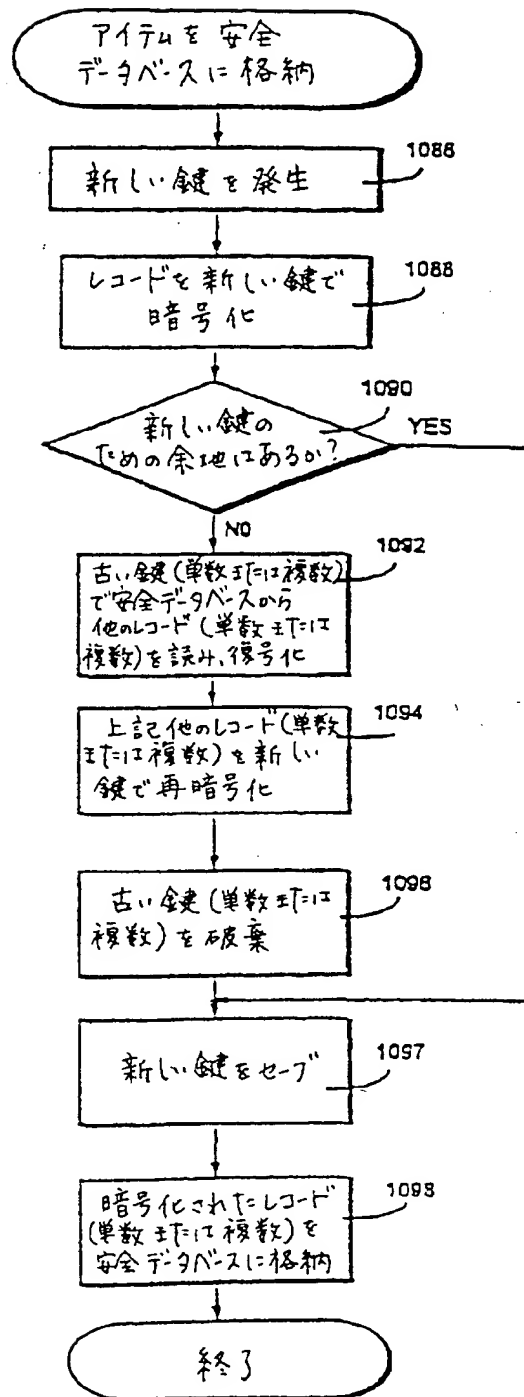 アイテムを安全
データベースに格納
1086
新しい鍵を発生
1088
レコードを新しい鍵で
暗号化
1090
新しい鍵の
ための余地はあるか?
YES
NO
1092
古い鍵(単数または複数)
で安全データベースから
他のレコード(単数または
複数)を読み、復号化
1094
上記他のレコード(単数
または複数)を新しい
鍵で再暗号化
1096
古い鍵(単数または
複数)を破棄
1097
新しい鍵をセーブ
1098
暗号化されたレコード
(単数または複数)を
安全データベースに格納
終了